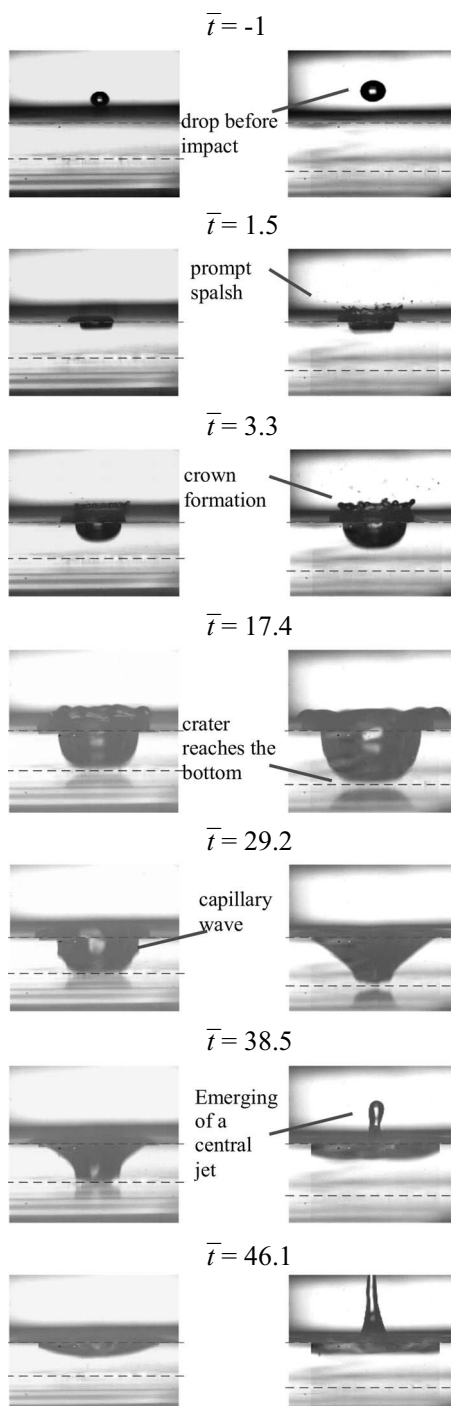 t̅ = -1
drop before
impact
t̅ = 1.5
prompt
spalsh
t̅ = 3.3
crown
formation
t̅ = 17.4
crater
reaches the
bottom
t̅ = 29.2
capillary
wave
t̅ = 38.5
Emerging
of a
central
jet
t̅ = 46.1